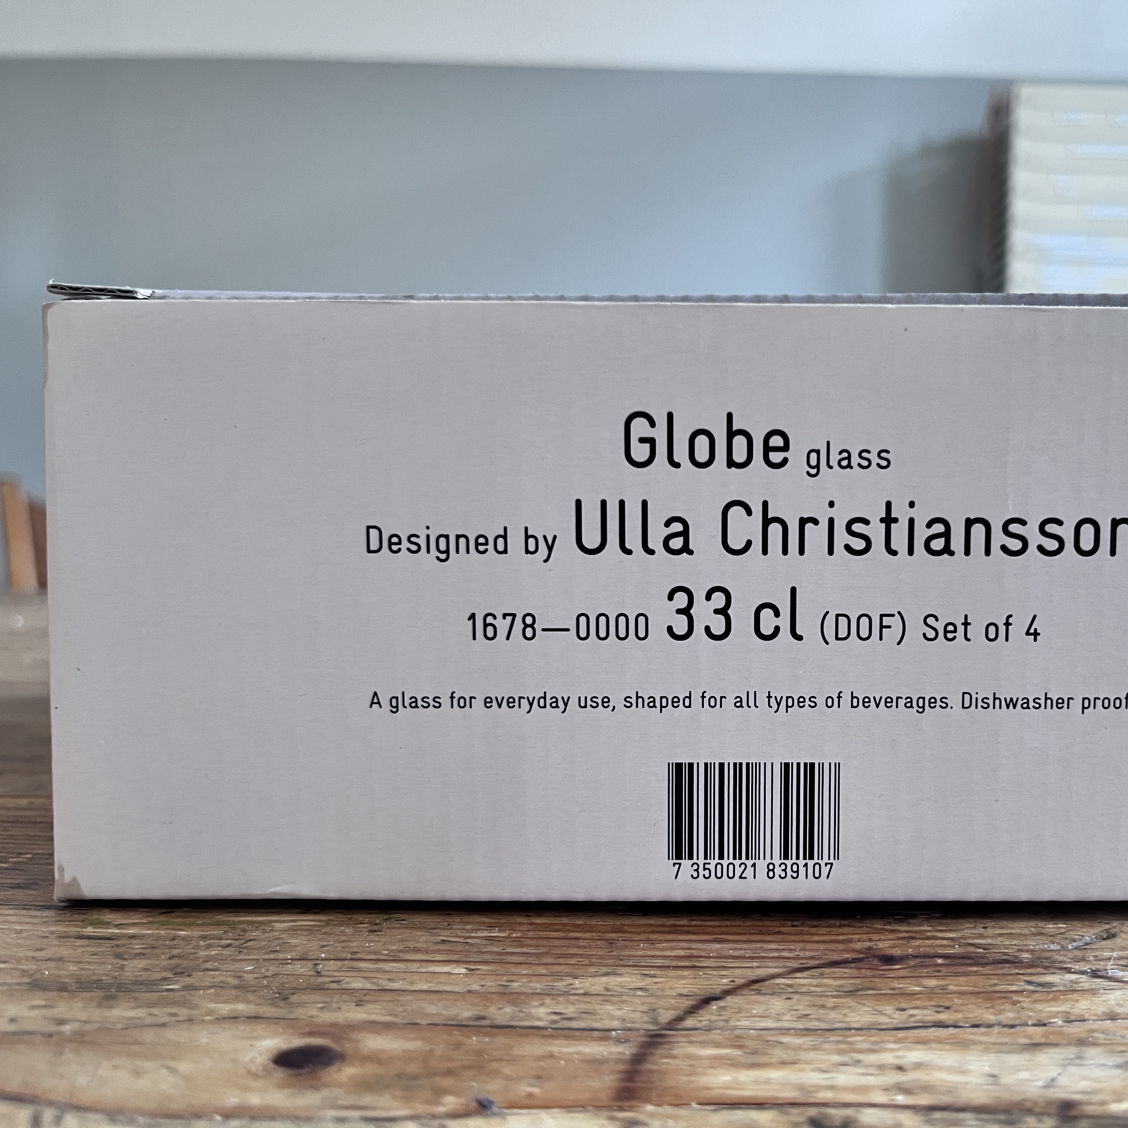 Globe glass
Designed by Ulla Christiansson
1678—0000 33 cl (DOF) Set of 4
A glass for everyday use, shaped for all types of beverages. Dishwasher proof
7 350021 839107